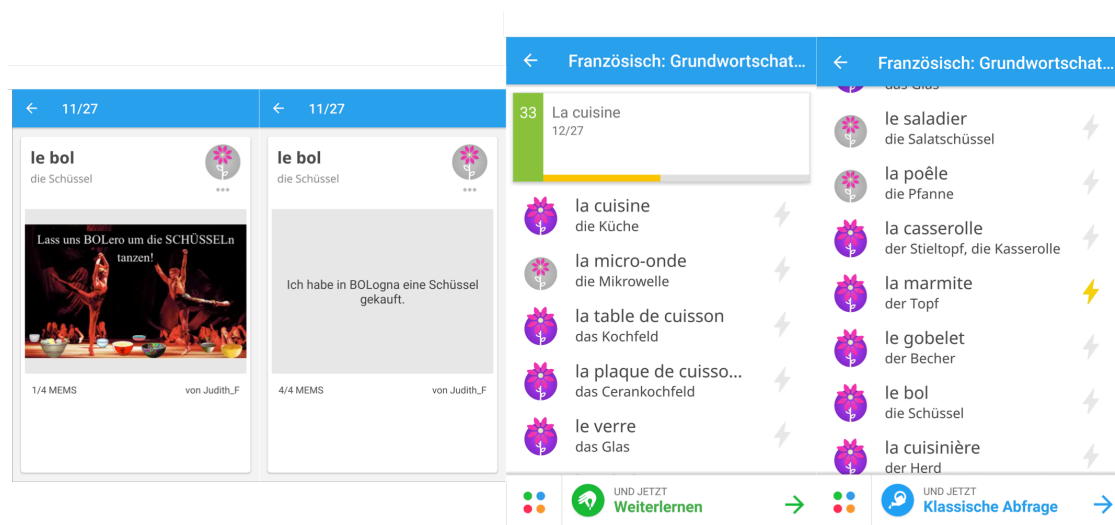 11/27
le bol
die Schüssel
Lass uns BOLero um die SCHÜSSELn
tanzen!
1/4 MEMS
von Judith_F
11/27
le bol
die Schüssel
Ich habe in BOLogna eine Schüssel
gekauft.
4/4 MEMS
von Judith_F
Französisch: Grundwortschat...
33
La cuisine
12/27
la cuisine
die Küche
la micro-onde
die Mikrowelle
la table de cuisson
das Kochfeld
la plaque de cuisso...
das Cerankochfeld
le verre
das Glas
UND JETZT
Weiterlernen
Französisch: Grundwortschat...
das Glas
le saladier
die Salatschüssel
la poêle
die Pfanne
la casserolle
der Stieltopf, die Kasserolle
la marmite
der Topf
le gobelet
der Becher
le bol
die Schüssel
la cuisinière
der Herd
UND JETZT
Klassische Abfrage